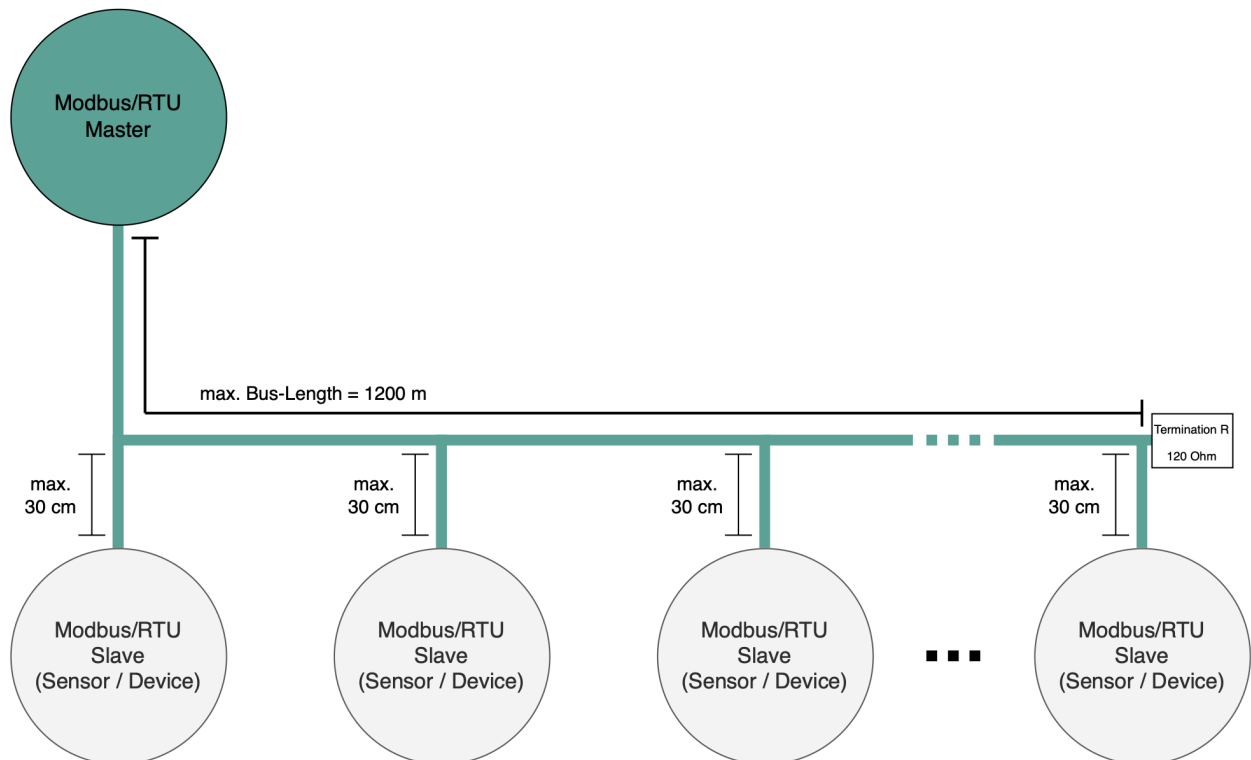 Modbus/RTU
Master
max. Bus-Length = 1200 m
Termination R
120 Ohm
max.
30 cm
max.
30 cm
max.
30 cm
max.
30 cm
Modbus/RTU
Slave
(Sensor / Device)
Modbus/RTU
Slave
(Sensor / Device)
Modbus/RTU
Slave
(Sensor / Device)
Modbus/RTU
Slave
(Sensor / Device)